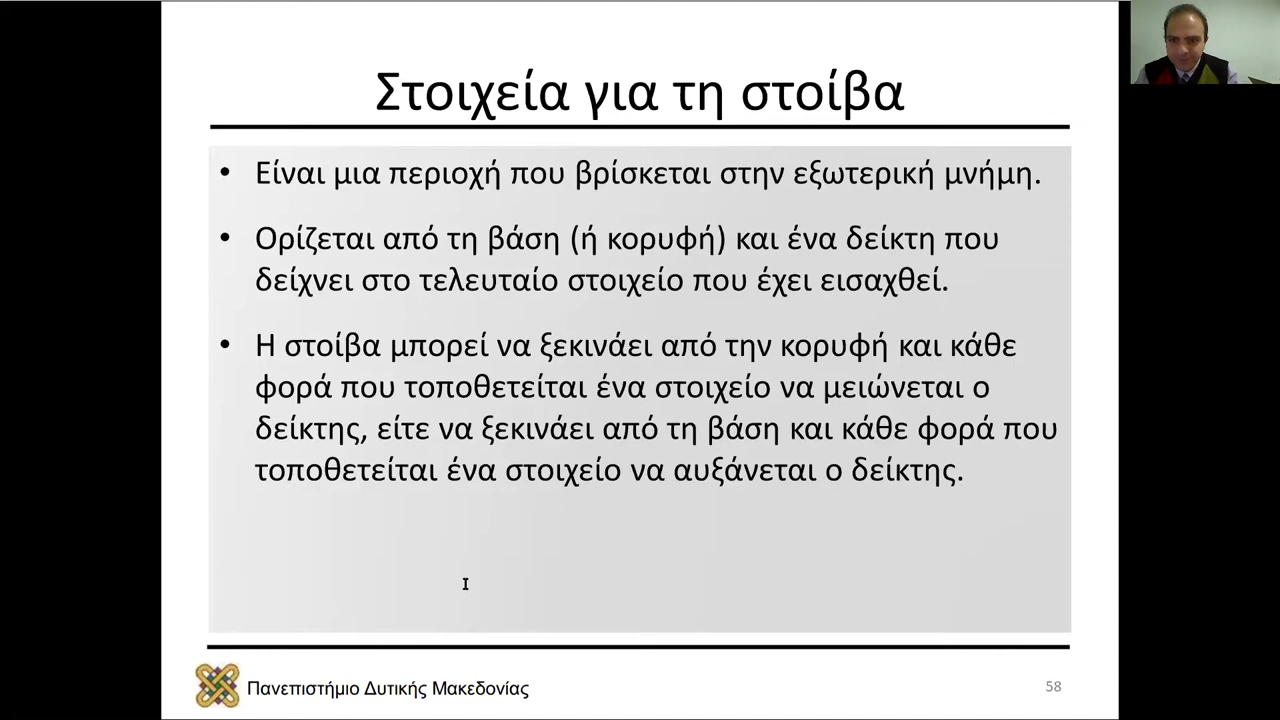 Στοιχεία για τη στοίβα
• Είναι μια περιοχή που βρίσκεται στην εξωτερική μνήμη.
• Ορίζεται από τη βάση (ή κορυφή) και ένα δείκτη που
δείχνει στο τελευταίο στοιχείο που έχει εισαχθεί.
• Η στοίβα μπορεί να ξεκινάει από την κορυφή και κάθε
φορά που τοποθετείται ένα στοιχείο να μειώνεται ο
δείκτης, είτε να ξεκινάει από τη βάση και κάθε φορά που
τοποθετείται ένα στοιχείο να αυξάνεται ο δείκτης.
Πανεπιστήμιο Δυτικής Μακεδονίας
58